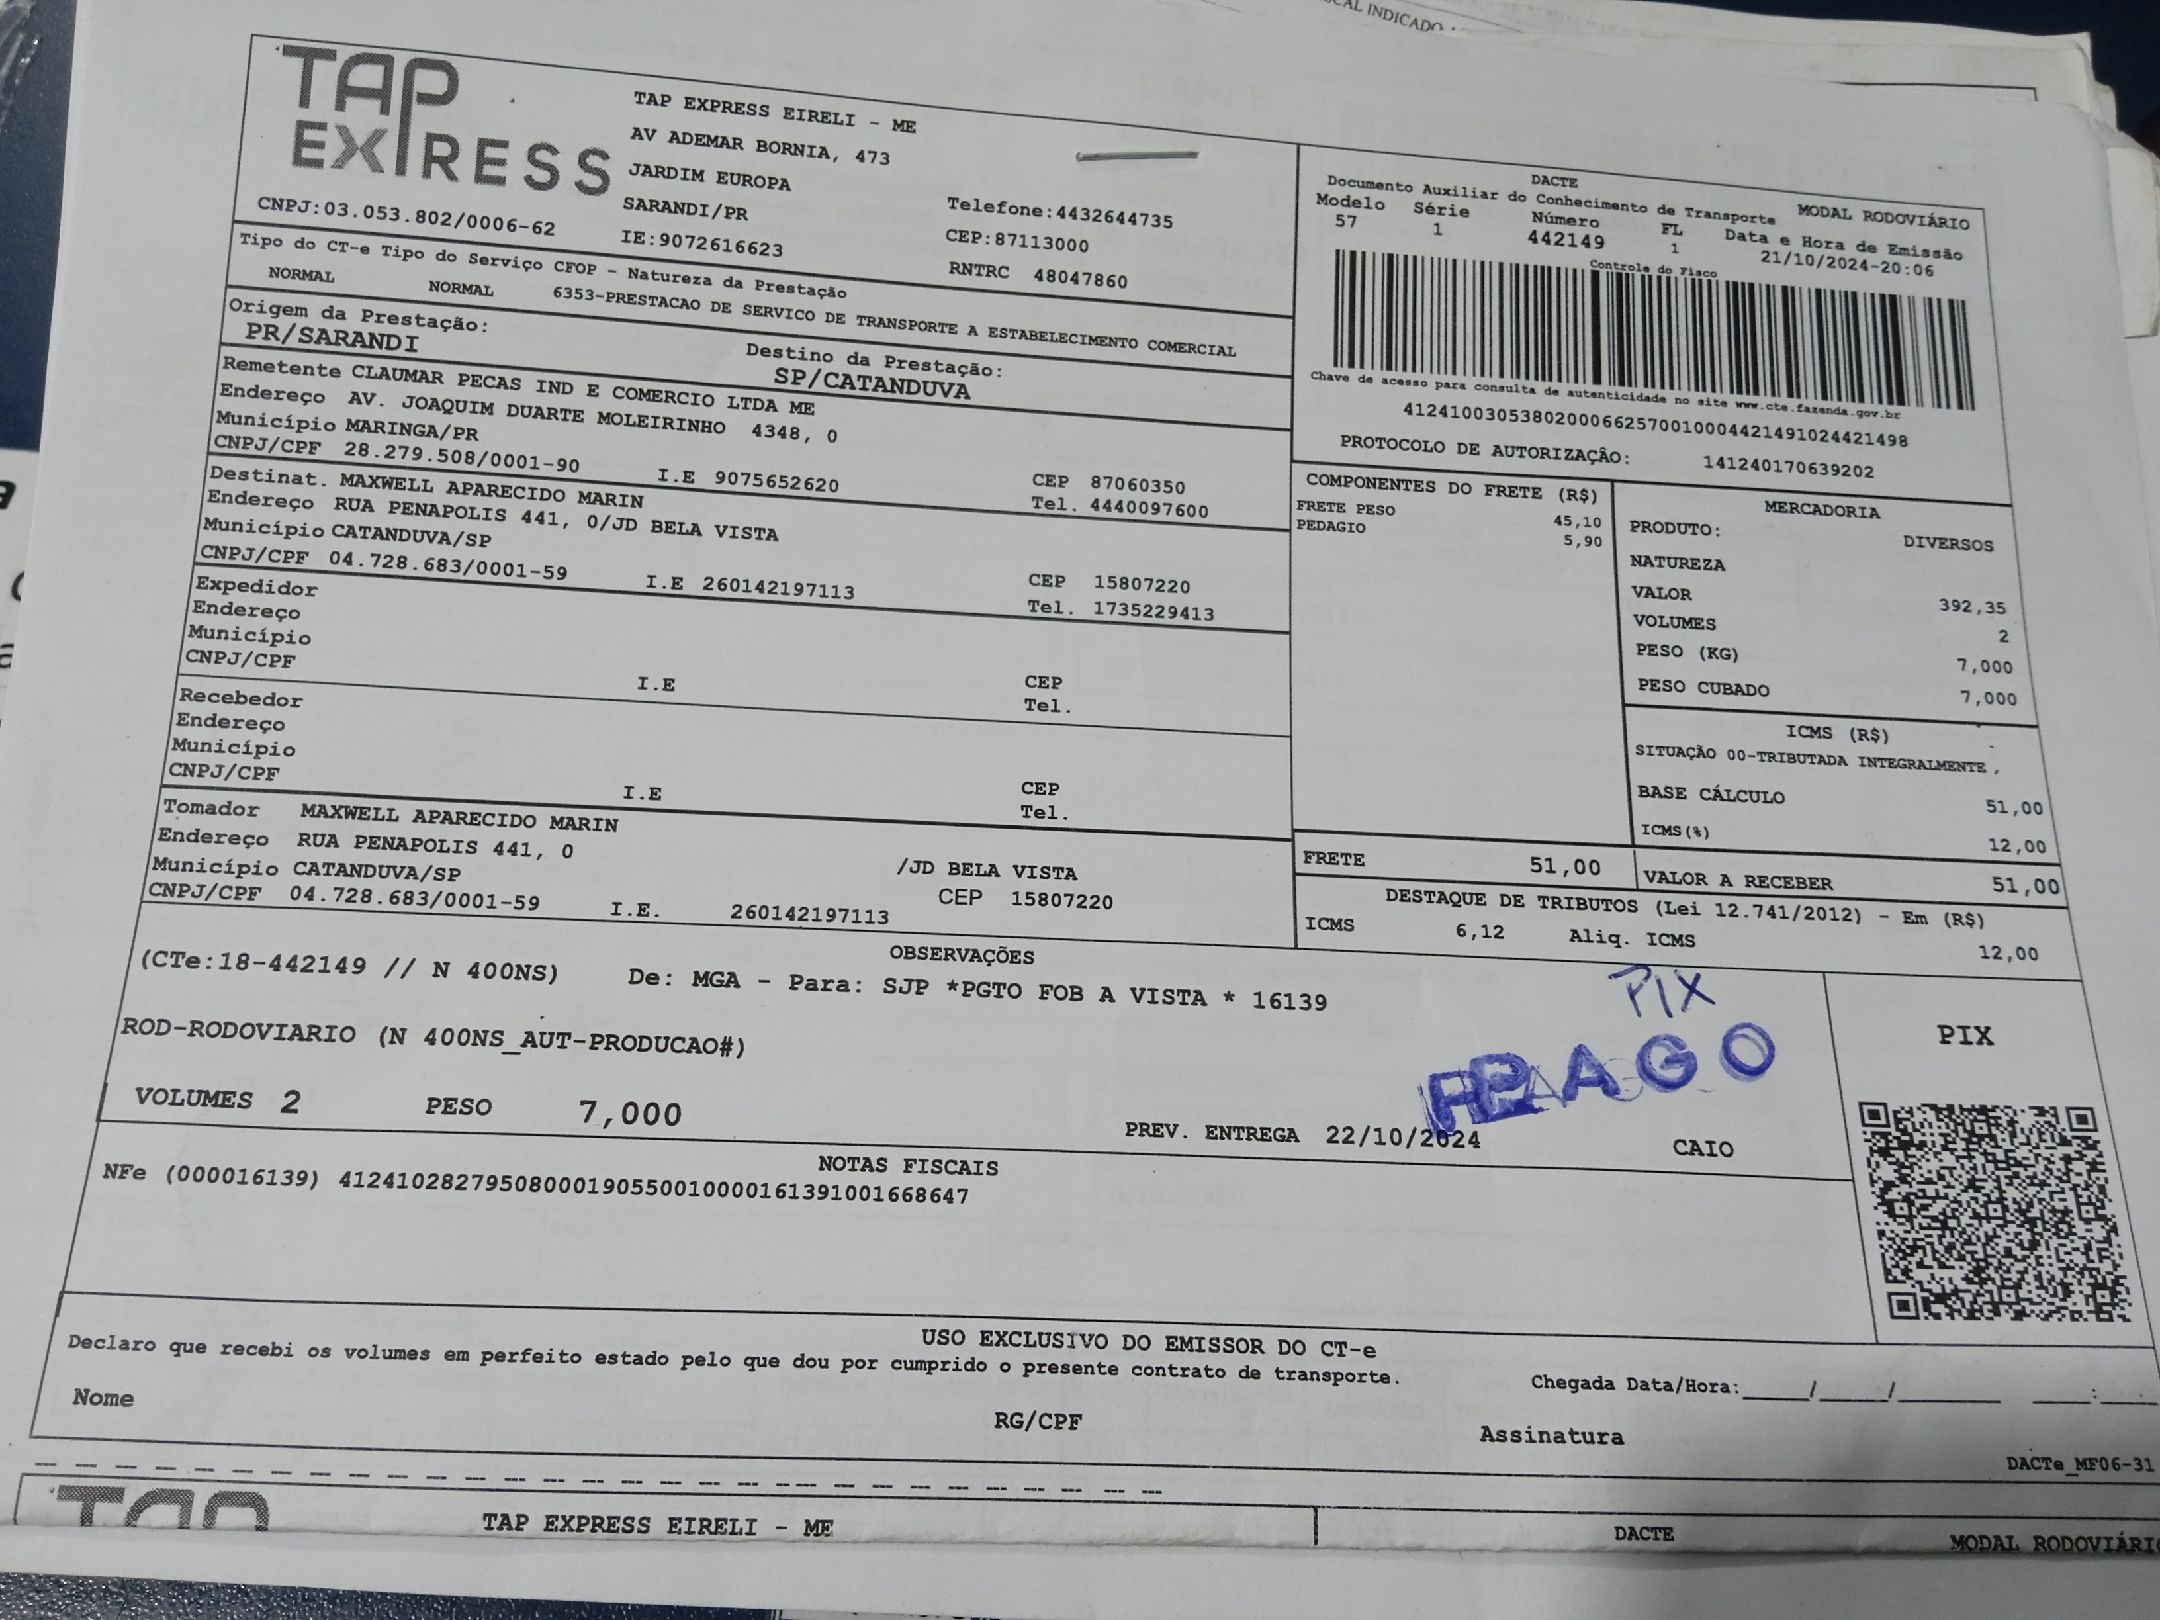 CAL INDICADO
TAP EXPRESS
TAP EXPRESS EIRELI - ME
AV ADEMAR BORNIA, 473
JARDIM EUROPA
SARANDI/PR
Telefone:4432644735
CNPJ:03.053.802/0006-62
IE:9072616623
CEP:87113000
RNTRC 48047860
DACTE
Documento Auxiliar do Conhecimento de Transporte
MODAL RODOVIÁRIO
Modelo Série Número FL Data e Hora de Emissão
57 1 442149 1 21/10/2024-20:06
Controle do Fisco
Chave de acesso para consulta de autenticidade no site www.cte.fazenda.gov.br
41241003053802000662570010004421491024421498
PROTOCOLO DE AUTORIZAÇÃO: 141240170639202
Tipo do CT-e Tipo do Serviço CFOP - Natureza da Prestação
NORMAL NORMAL 6353-PRESTACAO DE SERVICO DE TRANSPORTE A ESTABELECIMENTO COMERCIAL
Origem da Prestação: Destino da Prestação:
PR/SARANDI SP/CATANDUVA
Remetente CLAUMAR PECAS IND E COMERCIO LTDA ME
Endereço AV. JOAQUIM DUARTE MOLEIRINHO 4348, 0
Município MARINGA/PR CEP 87060350
CNPJ/CPF 28.279.508/0001-90 I.E 9075652620 Tel. 4440097600
Destinat. MAXWELL APARECIDO MARIN
Endereço RUA PENAPOLIS 441, 0/JD BELA VISTA
Município CATANDUVA/SP CEP 15807220
CNPJ/CPF 04.728.683/0001-59 I.E 260142197113 Tel. 1735229413
Expedidor
Endereço
Município CEP
CNPJ/CPF I.E Tel.
Recebedor
Endereço
Município CEP
CNPJ/CPF I.E Tel.
Tomador MAXWELL APARECIDO MARIN
Endereço RUA PENAPOLIS 441, 0 /JD BELA VISTA
Município CATANDUVA/SP CEP 15807220
CNPJ/CPF 04.728.683/0001-59 I.E. 260142197113
COMPONENTES DO FRETE (R$)
FRETE PESO 45,10
PEDAGIO 5,90
MERCADORIA
PRODUTO: DIVERSOS
NATUREZA
VALOR 392,35
VOLUMES 2
PESO (KG) 7,000
PESO CUBADO 7,000
ICMS (R$)
SITUAÇÃO 00-TRIBUTADA INTEGRALMENTE,
BASE CÁLCULO 51,00
ICMS(%) 12,00
FRETE 51,00 VALOR A RECEBER 51,00
DESTAQUE DE TRIBUTOS (Lei 12.741/2012) - Em (R$)
ICMS 6,12 Aliq. ICMS 12,00
OBSERVAÇÕES
(CTe:18-442149 // N 400NS) De: MGA - Para: SJP *PGTO FOB A VISTA * 16139
PIX
PAGO
PIX
ROD-RODOVIARIO (N 400NS_AUT-PRODUCAO#)
VOLUMES 2 PESO 7,000 PREV. ENTREGA 22/10/2024 CAIO
NOTAS FISCAIS
NFe (000016139) 41241028279508000190550010000161391001668647
USO EXCLUSIVO DO EMISSOR DO CT-e
Declaro que recebi os volumes em perfeito estado pelo que dou por cumprido o presente contrato de transporte.
Chegada Data/Hora:_____/_____/________ ____:____
Nome RG/CPF Assinatura
DACTe_MF06-31
TAP
TAP EXPRESS EIRELI - ME DACTE MODAL RODOVIÁRIO